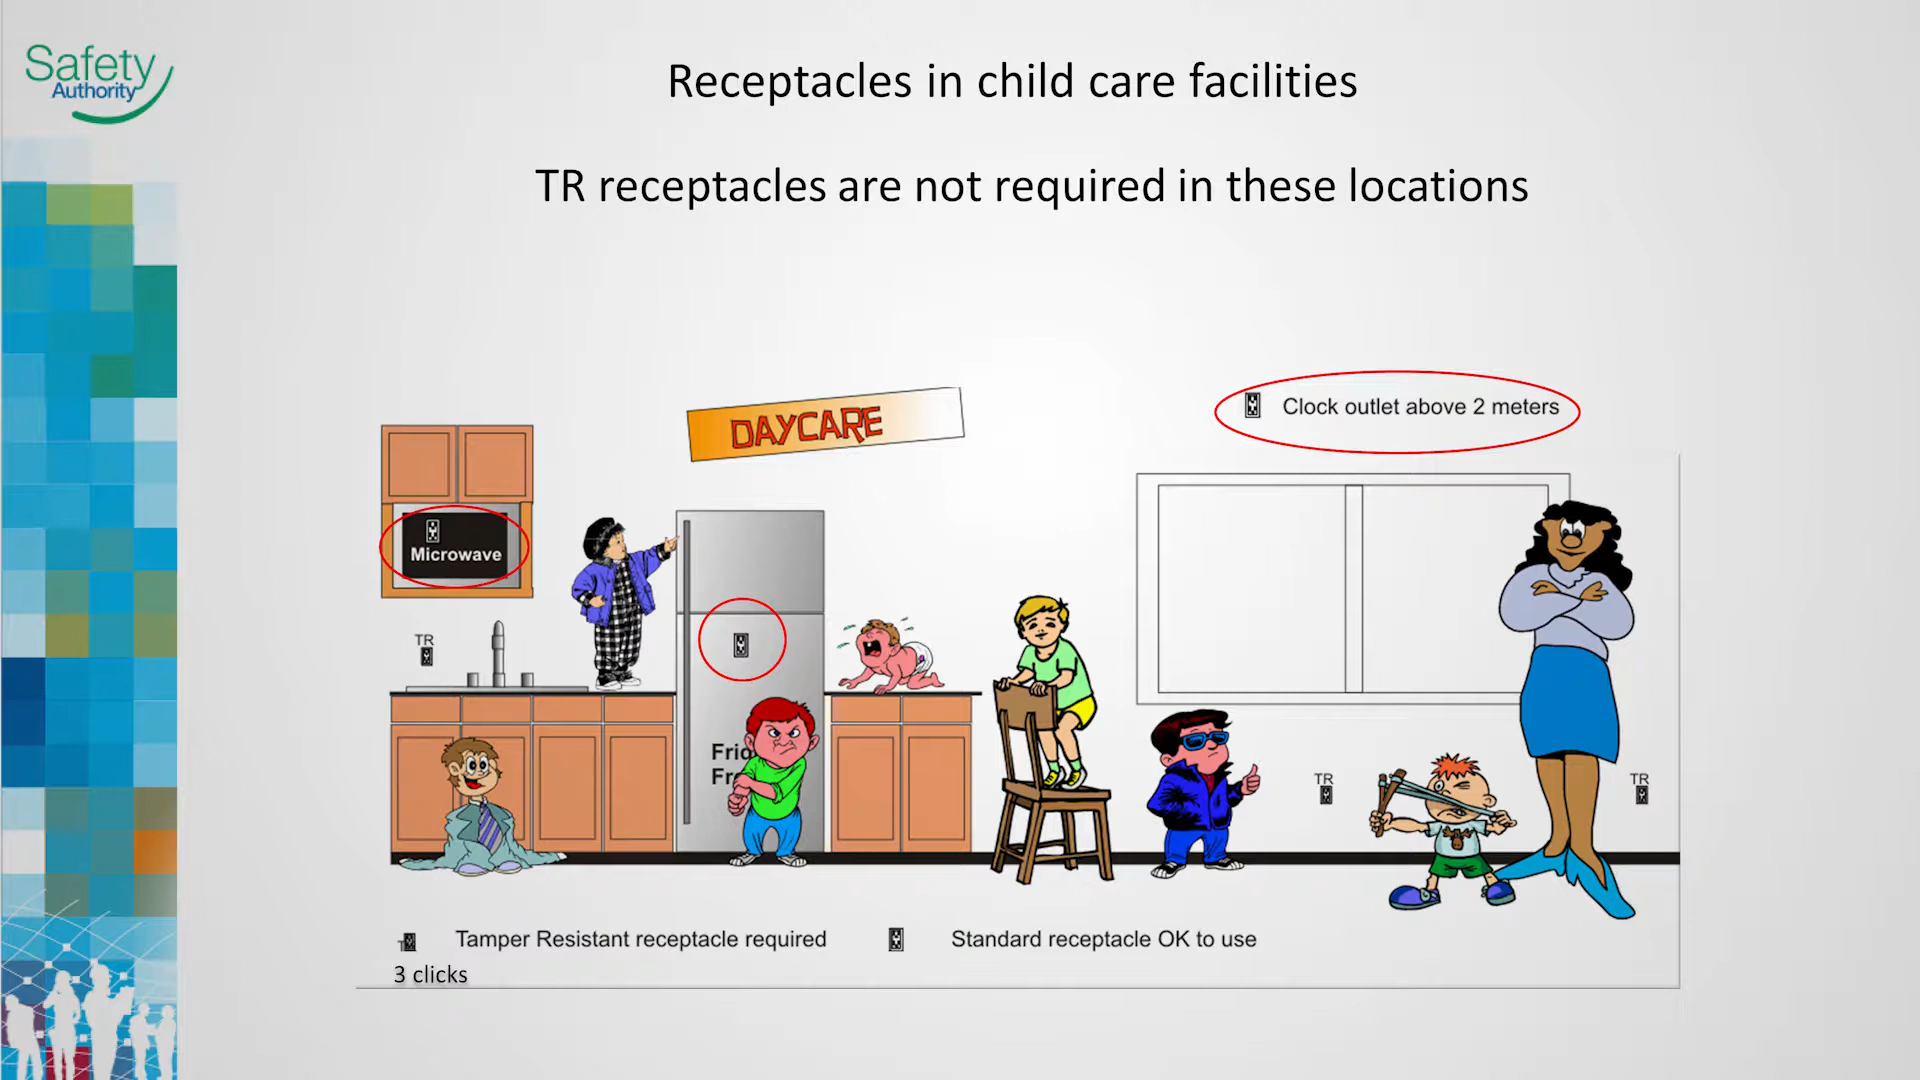 Safety
Authority
Receptacles in child care facilities
TR receptacles are not required in these locations
DAYCARE
Clock outlet above 2 meters
Microwave
TR
TR
TR
Tamper Resistant receptacle required
Standard receptacle OK to use
3 clicks